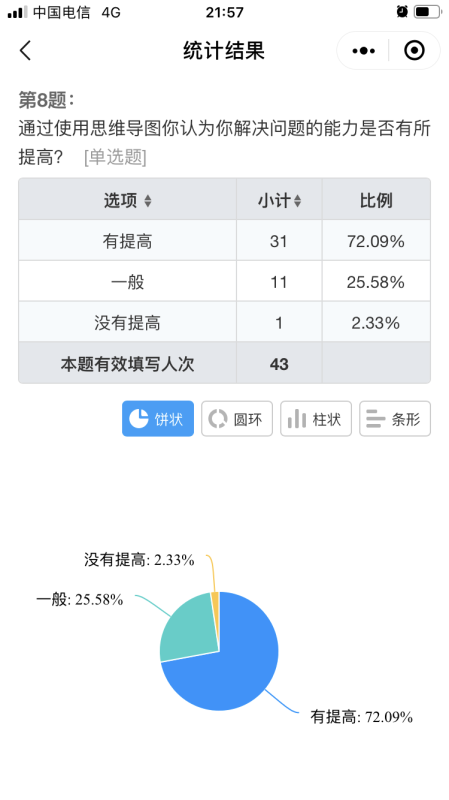 中国电信 4G 21:57
统计结果
第8题：
通过使用思维导图你认为你解决问题的能力是否有所
提高? [单选题]
选项 小计 比例
有提高 31 72.09%
一般 11 25.58%
没有提高 1 2.33%
本题有效填写人次 43
饼状 圆环 柱状 条形
没有提高: 2.33%
一般: 25.58%
有提高: 72.09%